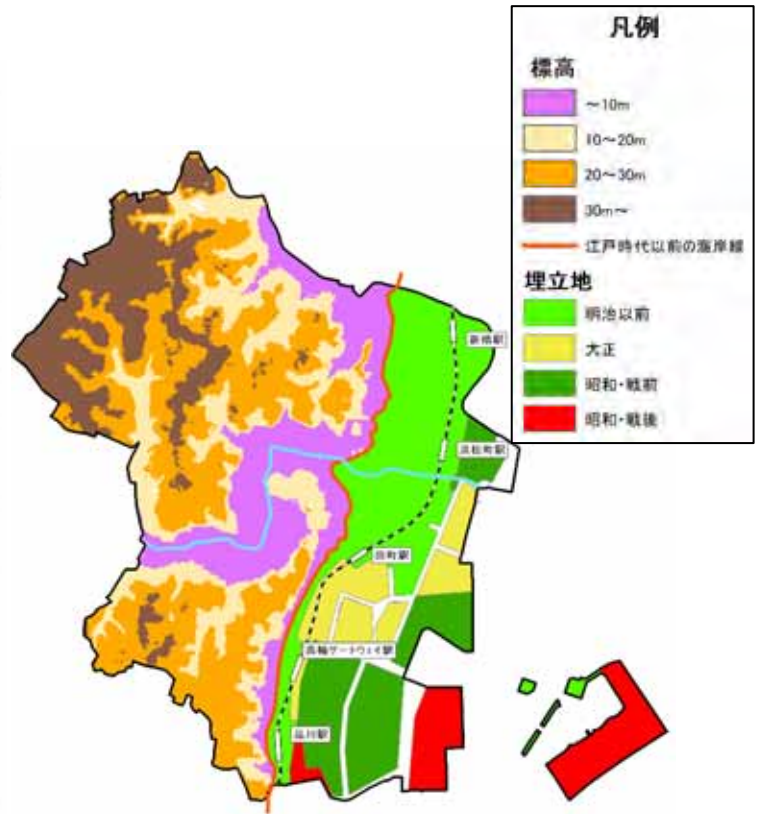 凡例
標高
～10m
10～20m
20～30m
30m～
江戸時代以前の海岸線
埋立地
明治以前
大正
昭和・戦前
昭和・戦後
新橋駅
浜松町駅
田町駅
高輪ゲートウェイ駅
品川駅